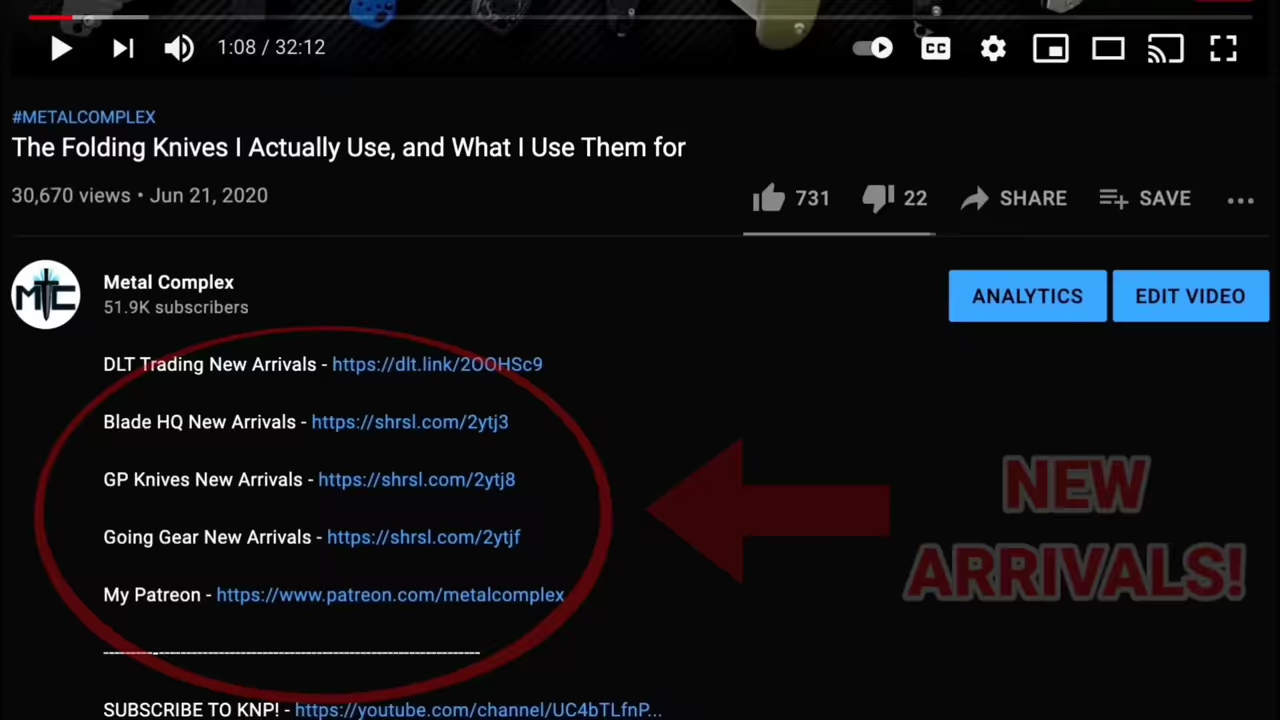 1:08 / 32:12
CC
#METALCOMPLEX
The Folding Knives I Actually Use, and What I Use Them for
30,670 views • Jun 21, 2020
731
22
SHARE
SAVE
MTC
Metal Complex
51.9K subscribers
ANALYTICS
EDIT VIDEO
DLT Trading New Arrivals - https://dlt.link/2OOHSc9
Blade HQ New Arrivals - https://shrsl.com/2ytj3
GP Knives New Arrivals - https://shrsl.com/2ytj8
Going Gear New Arrivals - https://shrsl.com/2ytjf
My Patreon - https://www.patreon.com/metalcomplex
NEW
ARRIVALS!
SUBSCRIBE TO KNP! - https://youtube.com/channel/UC4bTLfnP...